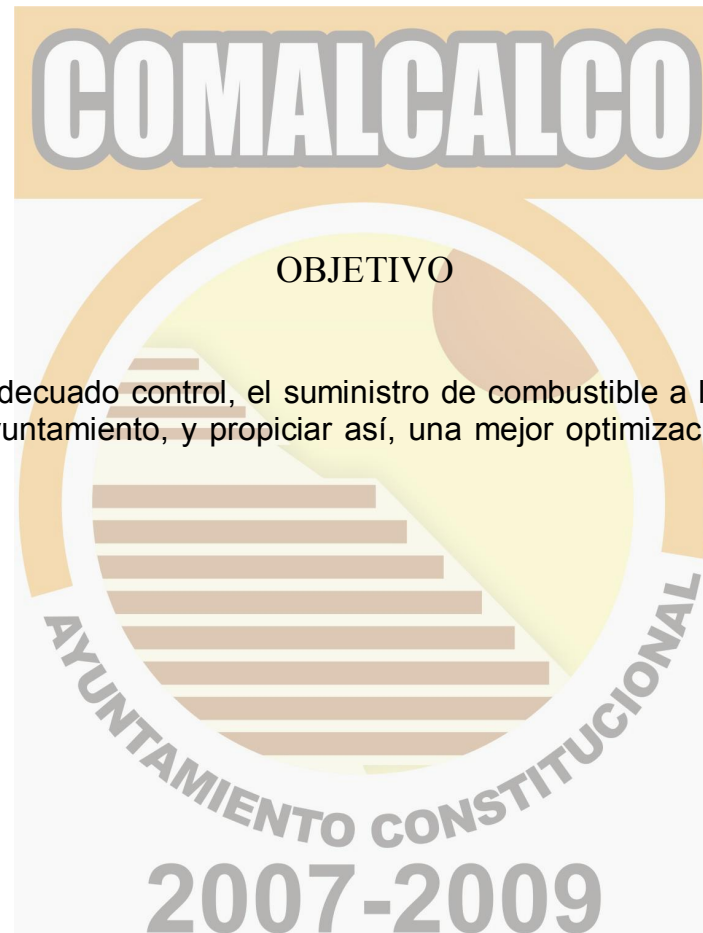 COMALCALCO
OBJETIVO
decuado control, el suministro de combustible a
untamiento, y propiciar así, una mejor optimizac
AYUNTAMIENTO CONSTITUCIONAL
2007-2009